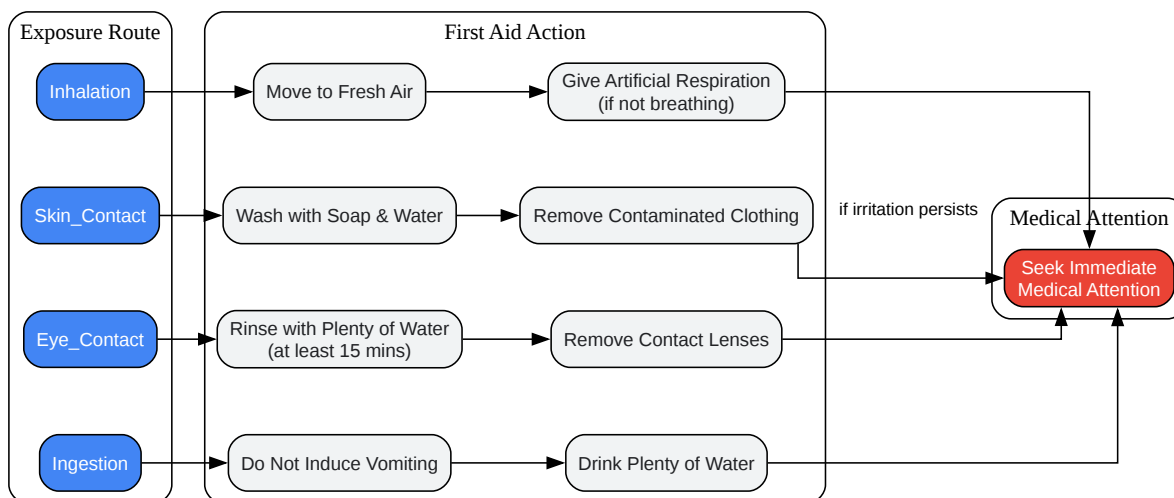 Exposure Route
First Aid Action
Inhalation
Move to Fresh Air
Give Artificial Respiration
(if not breathing)
Skin_Contact
Wash with Soap & Water
Remove Contaminated Clothing
if irritation persists
Medical Attention
Seek Immediate
Medical Attention
Eye_Contact
Rinse with Plenty of Water
(at least 15 mins)
Remove Contact Lenses
Ingestion
Do Not Induce Vomiting
Drink Plenty of Water